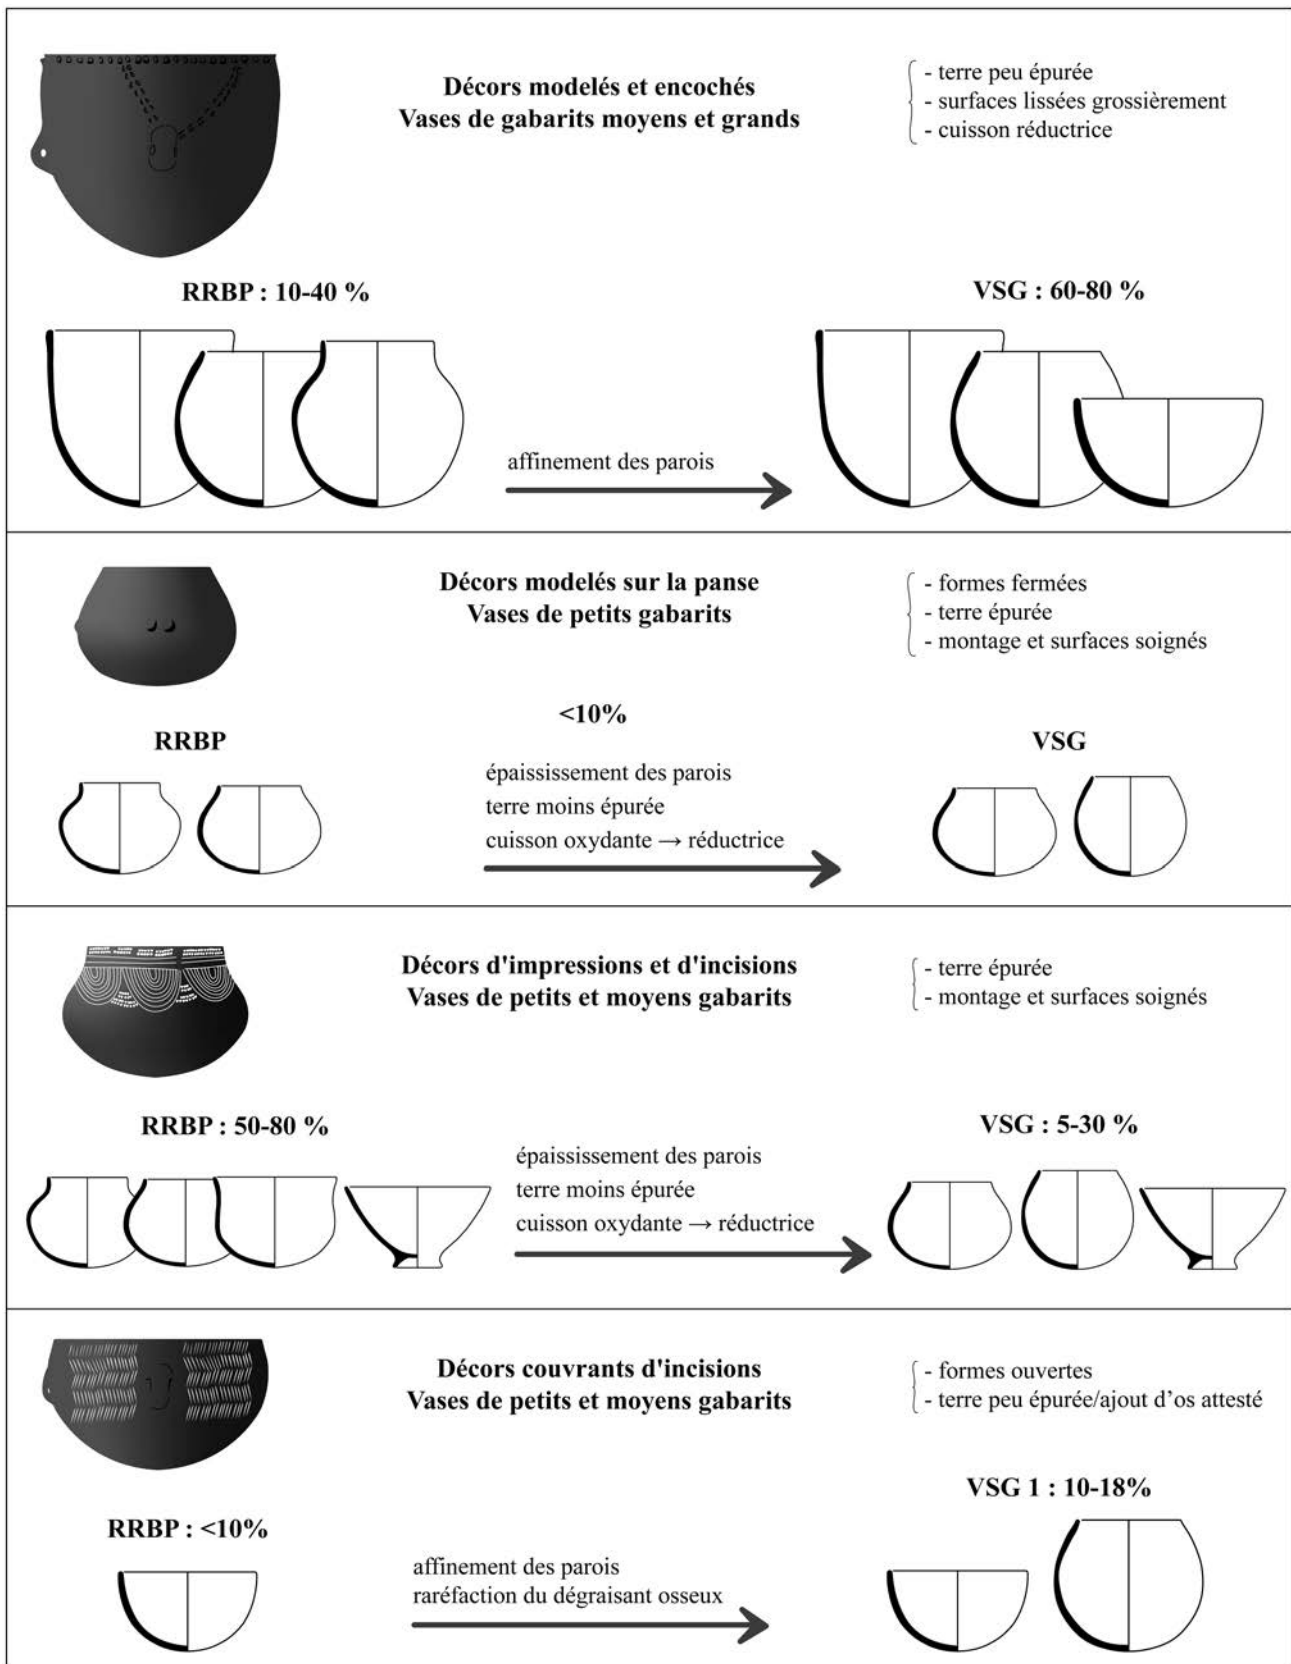 Décors modelés et encochés
Vases de gabarits moyens et grands
- terre peu épurée
- surfaces lissées grossièrement
- cuisson réductrice
RRBP : 10-40 %
VSG : 60-80 %
affinement des parois
Décors modelés sur la panse
Vases de petits gabarits
- formes fermées
- terre épurée
- montage et surfaces soignés
<10%
RRBP
VSG
épaississement des parois
terre moins épurée
cuisson oxydante → réductrice
Décors d'impressions et d'incisions
Vases de petits et moyens gabarits
- terre épurée
- montage et surfaces soignés
RRBP : 50-80 %
VSG : 5-30 %
épaississement des parois
terre moins épurée
cuisson oxydante → réductrice
Décors couvrants d'incisions
Vases de petits et moyens gabarits
- formes ouvertes
- terre peu épurée/ajout d’os attesté
RRBP : <10%
VSG 1 : 10-18%
affinement des parois
raréfaction du dégraisant osseux